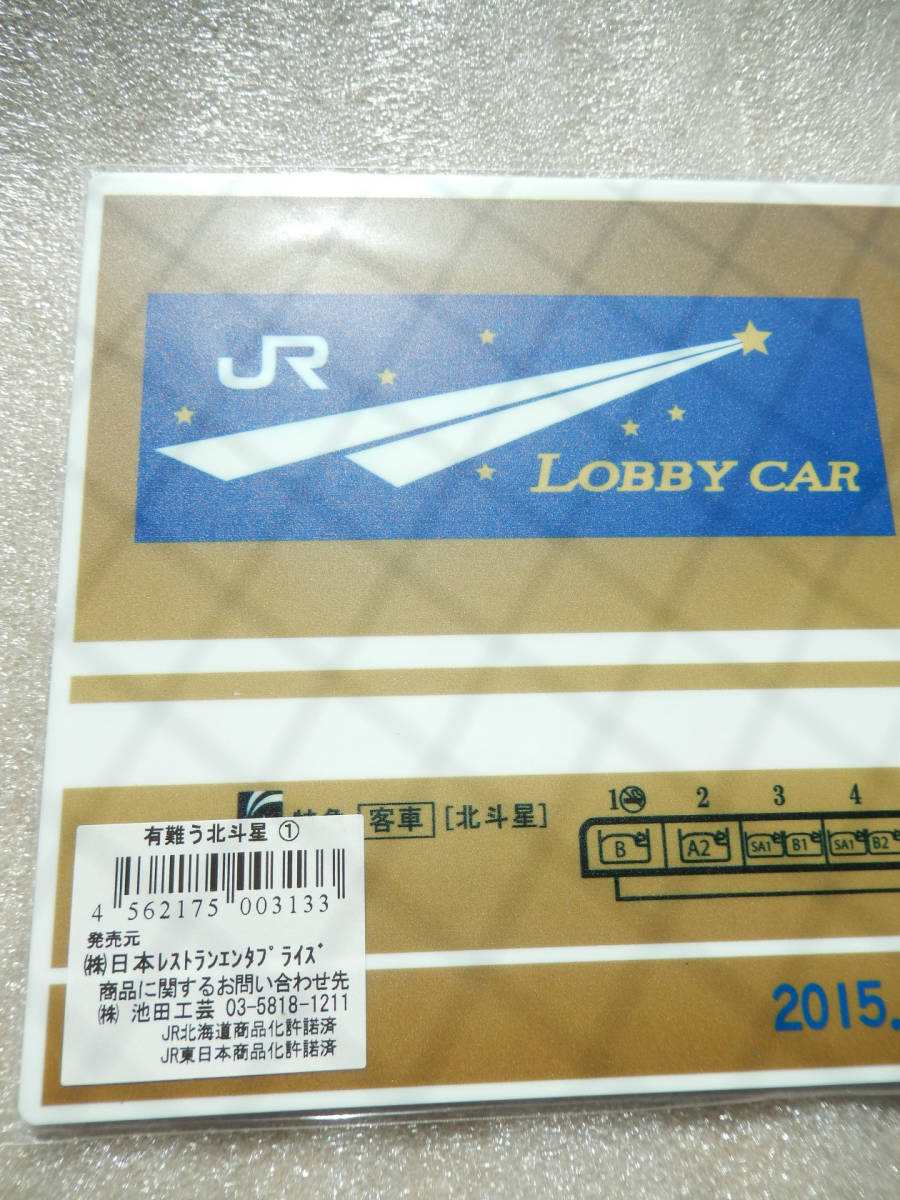 JR
LOBBY CAR
1 2 3 4
客車 [北斗星]
B A2 SA1 B1 SA1 B2
2015.
有難う北斗星 ①
4 562175 003133
発売元
㈱日本ﾚｽﾄﾗﾝｴﾝﾀﾌﾟﾗｲｽﾞ
商品に関するお問い合わせ先
㈱ 池田工芸 03-5818-1211
JR北海道商品化許諾済
JR東日本商品化許諾済